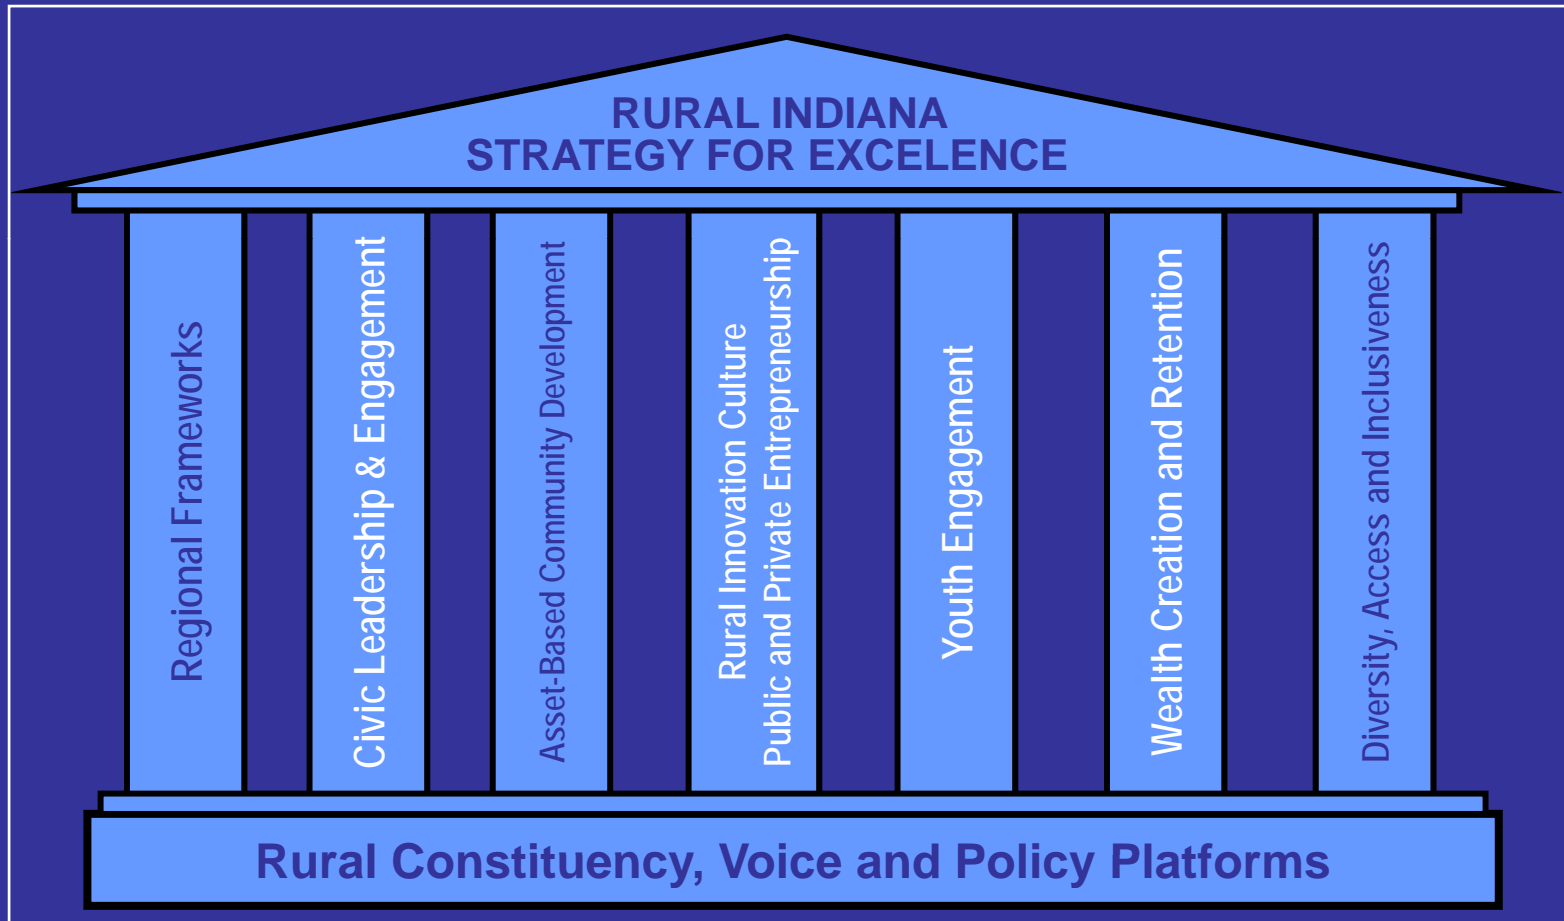 RURAL INDIANA
STRATEGY FOR EXCELENCE
Regional Frameworks
Civic Leadership & Engagement
Asset-Based Community Development
Rural Innovation Culture
Public and Private Entrepreneurship
Youth Engagement
Wealth Creation and Retention
Diversity, Access and Inclusiveness
Rural Constituency, Voice and Policy Platforms